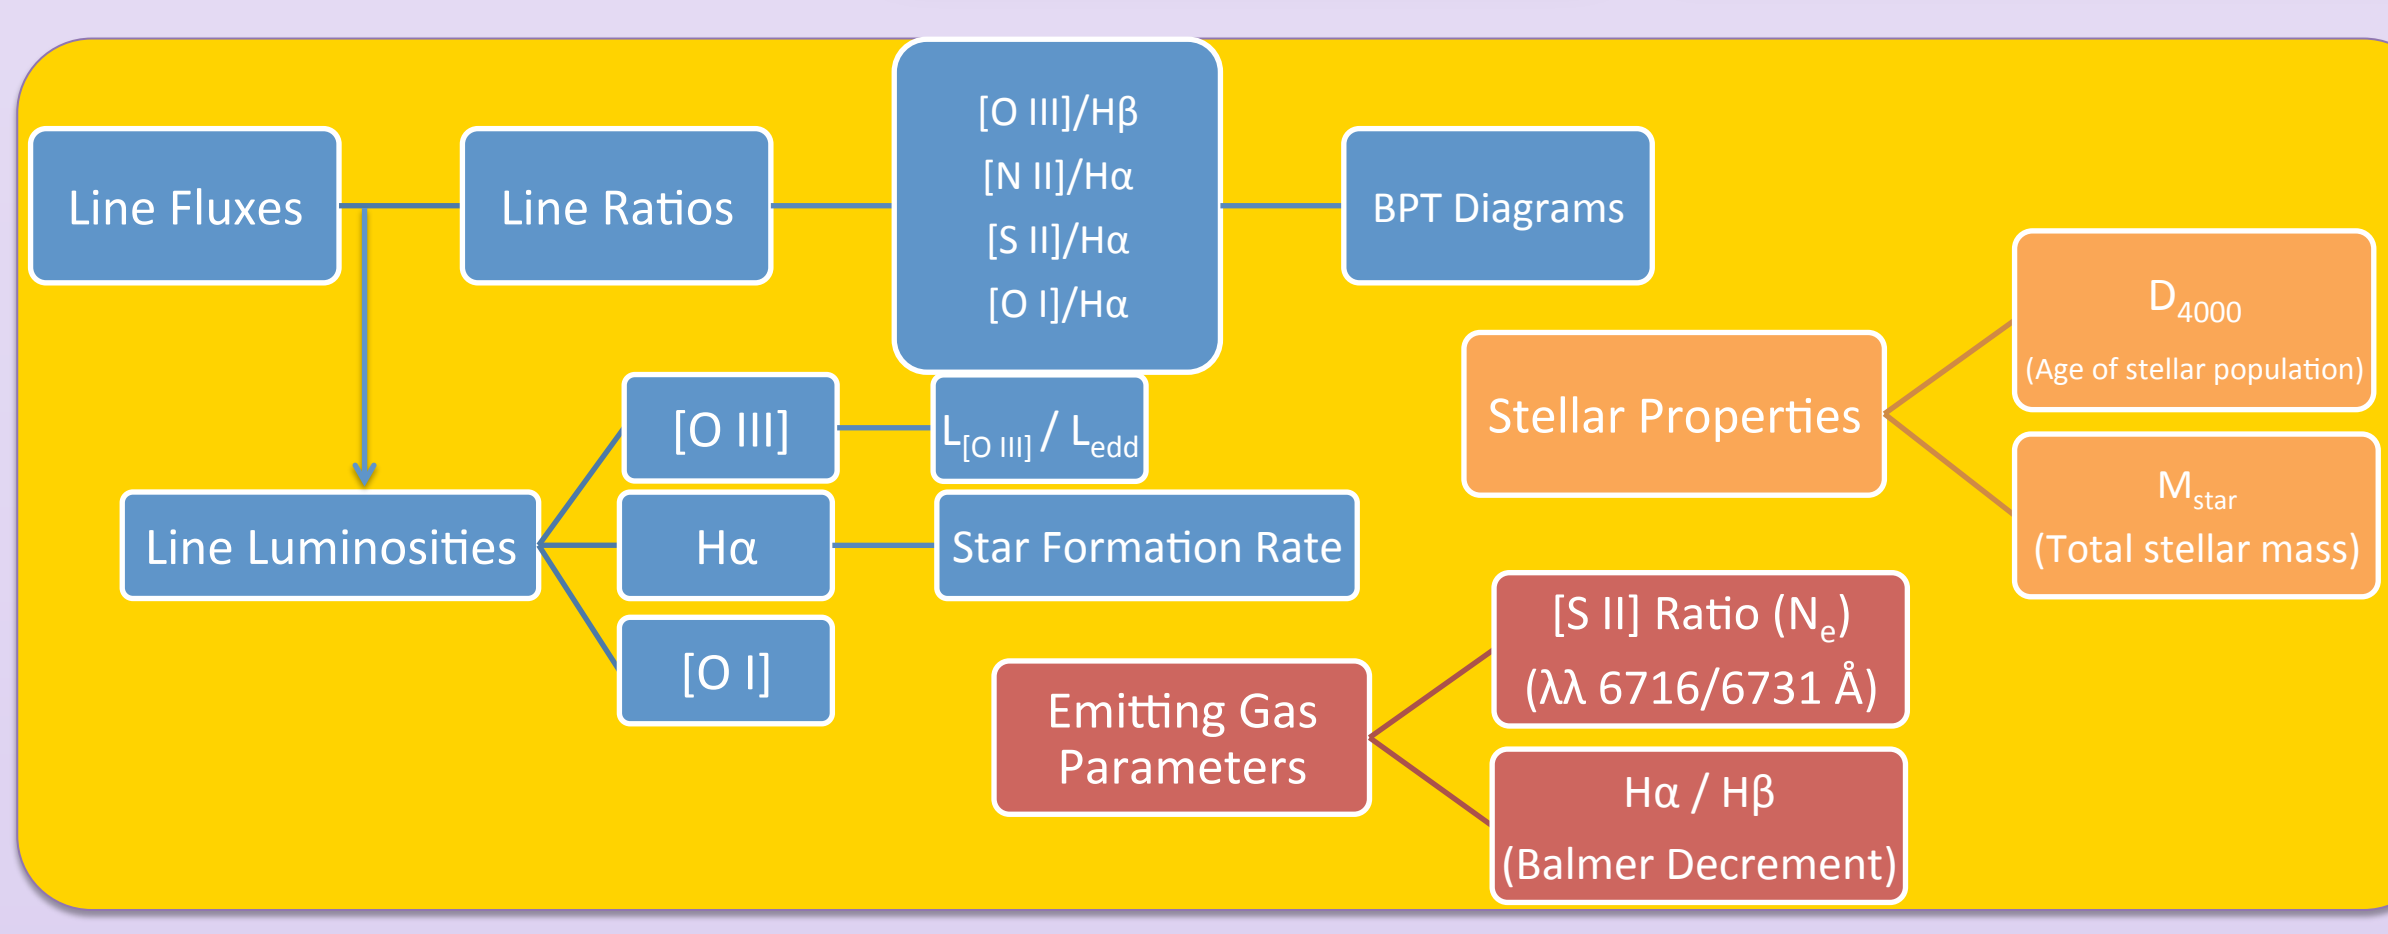 Line Fluxes
Line Ratios
[O III]/Hβ
[N II]/Hα
[S II]/Hα
[O I]/Hα
BPT Diagrams
Line Luminosities
[O III]
L[O III] / Ledd
Hα
Star Formation Rate
[O I]
Stellar Properties
D4000
(Age of stellar population)
Mstar
(Total stellar mass)
Emitting Gas
Parameters
[S II] Ratio (Ne)
(λλ 6716/6731 Å)
Hα / Hβ
(Balmer Decrement)